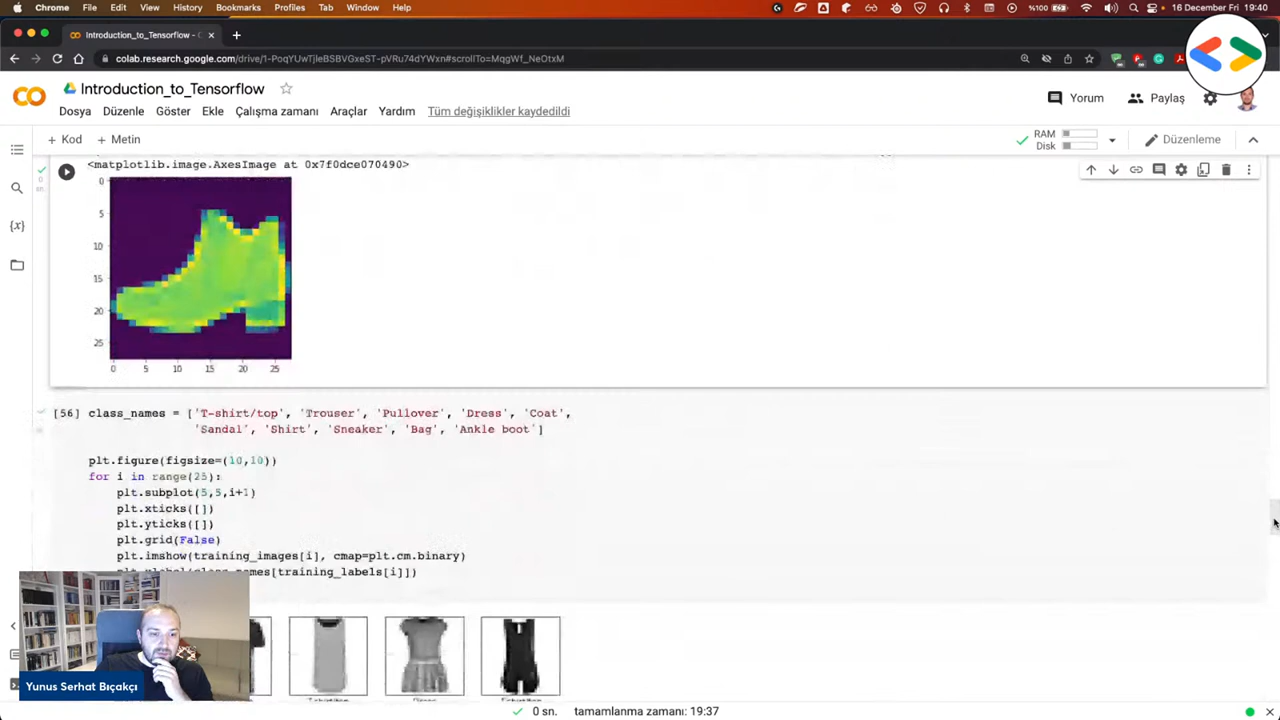 Chrome File Edit View History Bookmarks Profiles Tab Window Help
%100
16 December Fri 19:40
Introduction_to_Tensorflow -
colab.research.google.com/drive/1-PoqYUwTjleBSBVGxeST-pVRu74dYWxn#scrollTo=MqgWf_NeOtxM
Introduction_to_Tensorflow
Dosya Düzenle Göster Ekle Çalışma zamanı Araçlar Yardım Tüm değişiklikler kaydedildi
Yorum Paylaş
+ Kod + Metin
RAM
Disk
Düzenleme
<matplotlib.image.AxesImage at 0x7f0dce070490>
0
5
10
15
20
25
0 5 10 15 20 25
[56] class_names = ['T-shirt/top', 'Trouser', 'Pullover', 'Dress', 'Coat',
'Sandal', 'Shirt', 'Sneaker', 'Bag', 'Ankle boot']
plt.figure(figsize=(10,10))
for i in range(25):
plt.subplot(5,5,i+1)
plt.xticks([])
plt.yticks([])
plt.grid(False)
plt.imshow(training_images[i], cmap=plt.cm.binary)
[training_labels[i]])
Yunus Serhat Bıçakçı
0 sn. tamamlanma zamanı: 19:37